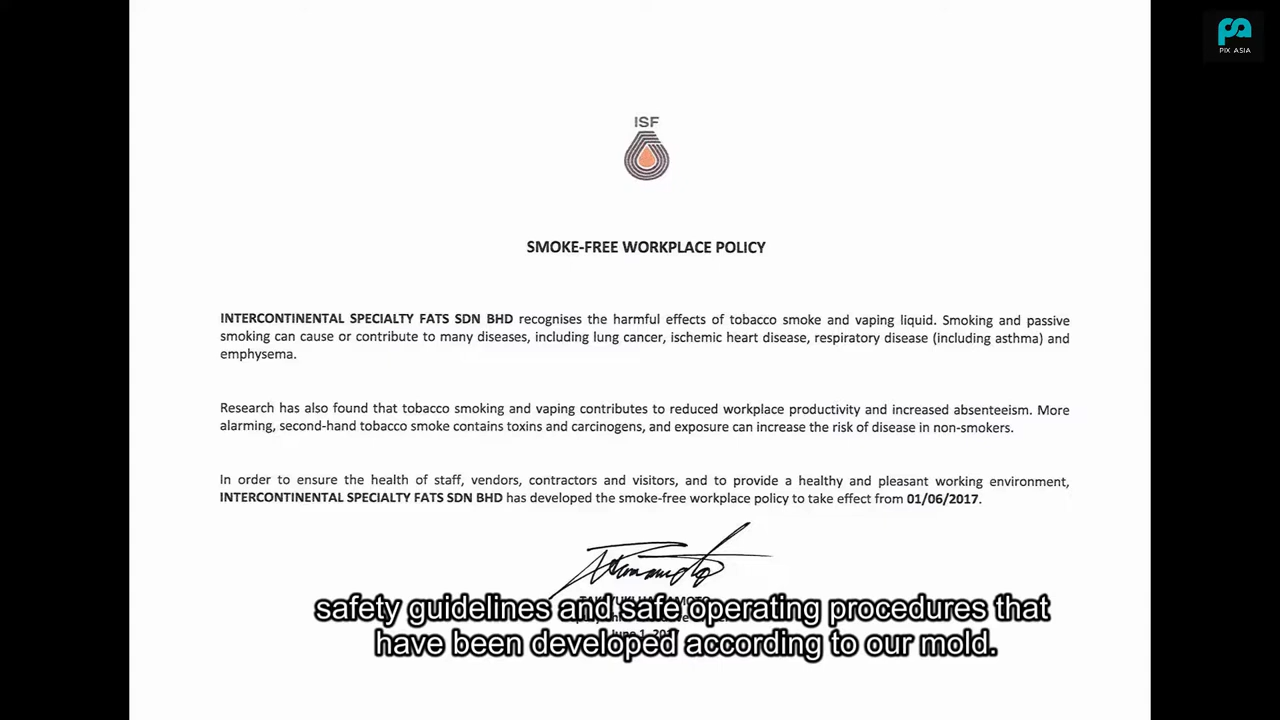 PIX ASIA
ISF
SMOKE-FREE WORKPLACE POLICY
INTERCONTINENTAL SPECIALTY FATS SDN BHD recognises the harmful effects of tobacco smoke and vaping liquid. Smoking and passive
smoking can cause or contribute to many diseases, including lung cancer, ischemic heart disease, respiratory disease (including asthma) and
emphysema.
Research has also found that tobacco smoking and vaping contributes to reduced workplace productivity and increased absenteeism. More
alarming, second-hand tobacco smoke contains toxins and carcinogens, and exposure can increase the risk of disease in non-smokers.
In order to ensure the health of staff, vendors, contractors and visitors, and to provide a healthy and pleasant working environment,
INTERCONTINENTAL SPECIALTY FATS SDN BHD has developed the smoke-free workplace policy to take effect from 01/06/2017.
safety guidelines and safe operating procedures that
have been developed according to our mold.